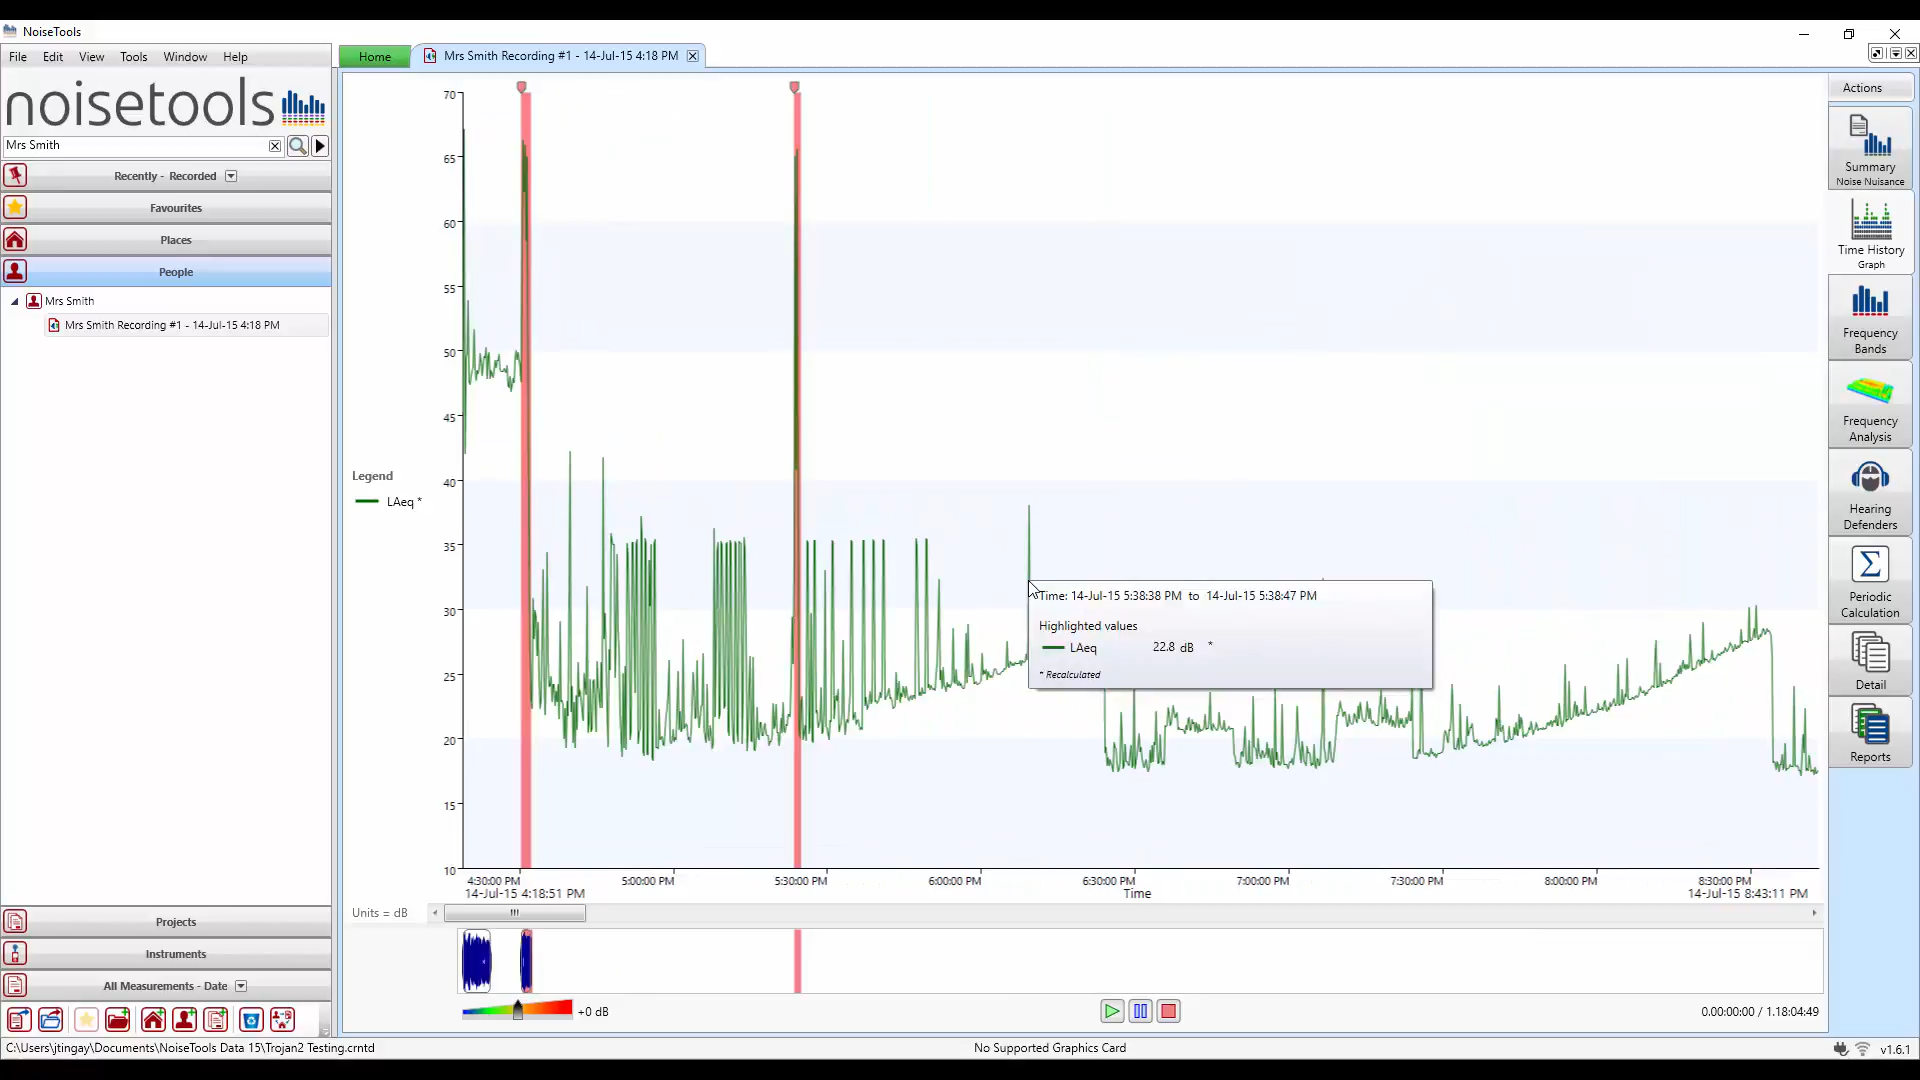 NoiseTools
File Edit View Tools Window Help
Home
Mrs Smith Recording #1 - 14-Jul-15 4:18 PM
noisetools
Mrs Smith
Recently - Recorded
Favourites
Places
People
Mrs Smith
Mrs Smith Recording #1 - 14-Jul-15 4:18 PM
Projects
Instruments
All Measurements - Date
C:\Users\jtingay\Documents\NoiseTools Data 15\Trojan2 Testing.crntd
Legend
LAeq *
70
65
60
55
50
45
40
35
30
25
20
15
10
Time: 14-Jul-15 5:38:38 PM to 14-Jul-15 5:38:47 PM
Highlighted values
LAeq 22.8 dB *
* Recalculated
4:30:00 PM 5:00:00 PM 5:30:00 PM 6:00:00 PM 6:30:00 PM 7:00:00 PM 7:30:00 PM 8:00:00 PM 8:30:00 PM
14-Jul-15 4:18:51 PM Time 14-Jul-15 8:43:11 PM
Units = dB
+0 dB
0.00:00:00 / 1.18:04:49
No Supported Graphics Card
v1.6.1
Actions
Summary
Noise Nuisance
Time History
Graph
Frequency
Bands
Frequency
Analysis
Hearing
Defenders
Periodic
Calculation
Detail
Reports